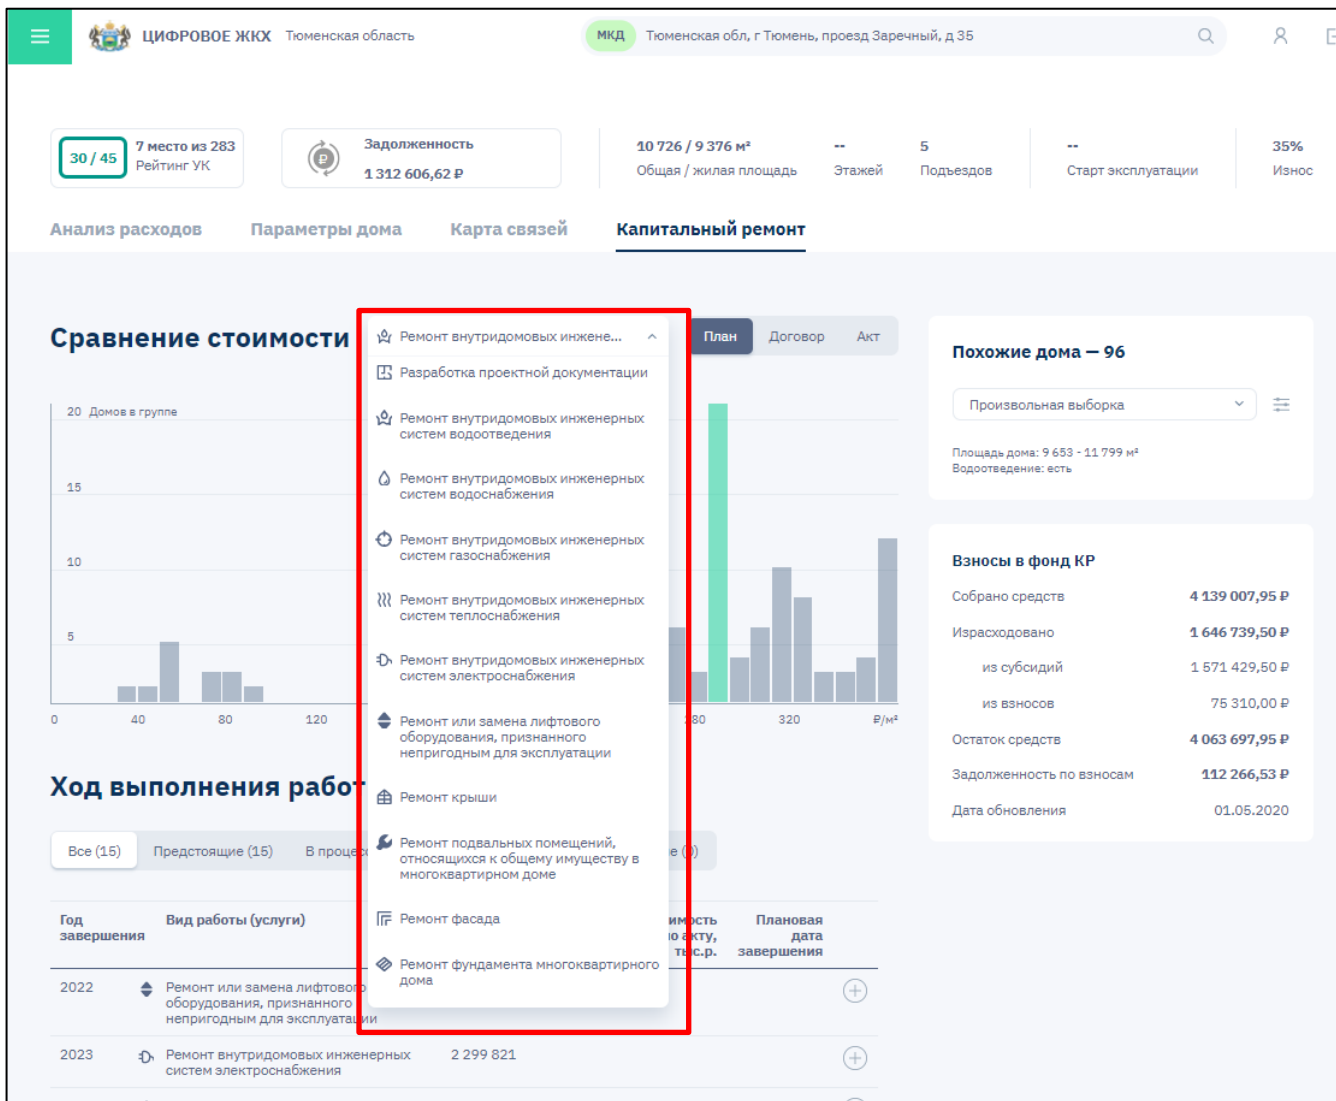 ЦИФРОВОЕ ЖКХ Тюменская область
МКД Тюменская обл, г Тюмень, проезд Заречный, д 35
30 / 45
7 место из 283
Рейтинг УК
Задолженность
1 312 606,62 ₽
10 726 / 9 376 м²
Общая / жилая площадь
--
Этажей
5
Подъездов
--
Старт эксплуатации
35%
Износ
Анализ расходов
Параметры дома
Карта связей
Капитальный ремонт
Сравнение стоимости
Ремонт внутридомовых инжене...
План
Договор
Акт
Разработка проектной документации
Ремонт внутридомовых инженерных
систем водоотведения
Ремонт внутридомовых инженерных
систем водоснабжения
Ремонт внутридомовых инженерных
систем газоснабжения
Ремонт внутридомовых инженерных
систем теплоснабжения
Ремонт внутридомовых инженерных
систем электроснабжения
Ремонт или замена лифтового
оборудования, признанного
непригодным для эксплуатации
Ремонт крыши
Ремонт подвальных помещений,
относящихся к общему имуществу в
многоквартирном доме
Ремонт фасада
Ремонт фундамента многоквартирного
дома
20 Домов в группе
15
10
5
0 40 80 120 280 320 ₽/м²
Похожие дома — 96
Произвольная выборка
Площадь дома: 9 653 - 11 799 м²
Водоотведение: есть
Взносы в фонд КР
Собрано средств 4 139 007,95 ₽
Израсходовано 1 646 739,50 ₽
из субсидий 1 571 429,50 ₽
из взносов 75 310,00 ₽
Остаток средств 4 063 697,95 ₽
Задолженность по взносам 112 266,53 ₽
Дата обновления 01.05.2020
Ход выполнения работ
Все (15)
Предстоящие (15)
В процес
Год
завершения
Вид работы (услуги)
акту,
тыс.р.
Плановая
дата
завершения
2022
Ремонт или замена лифтового
оборудования, признанного
непригодным для эксплуатации
2023
Ремонт внутридомовых инженерных
систем электроснабжения
2 299 821